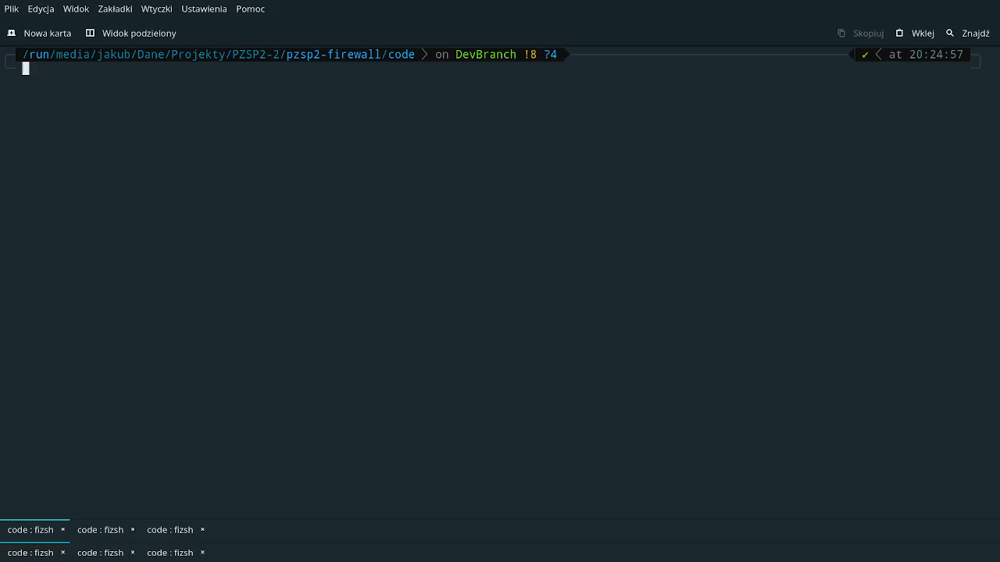 Plik Edycja Widok Zakładki Wtyczki Ustawienia Pomoc
Nowa karta Widok podzielony Skopiuj Wklej Znajdź
/run/media/jakub/Dane/Projekty/PZSP2-2/pzsp2-firewall/code on DevBranch !8 ?4 ✔ at 20:24:57
code : fizsh × code : fizsh × code : fizsh ×
code : fizsh × code : fizsh × code : fizsh ×